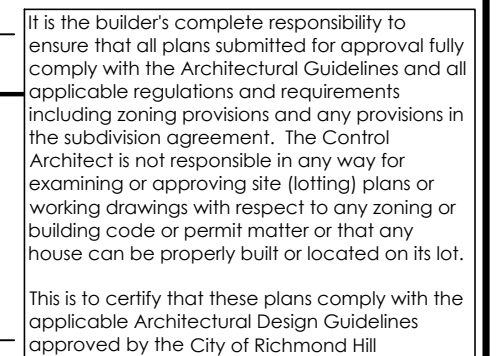 It is the builder's complete responsibility to
ensure that all plans submitted for approval fully
comply with the Architectural Guidelines and all
applicable regulations and requirements
including zoning provisions and any provisions in
the subdivision agreement. The Control
Architect is not responsible in any way for
examining or approving site (lotting) plans or
working drawings with respect to any zoning or
building code or permit matter or that any
house can be properly built or located on its lot.
This is to certify that these plans comply with the
applicable Architectural Design Guidelines
approved by the City of Richmond Hill